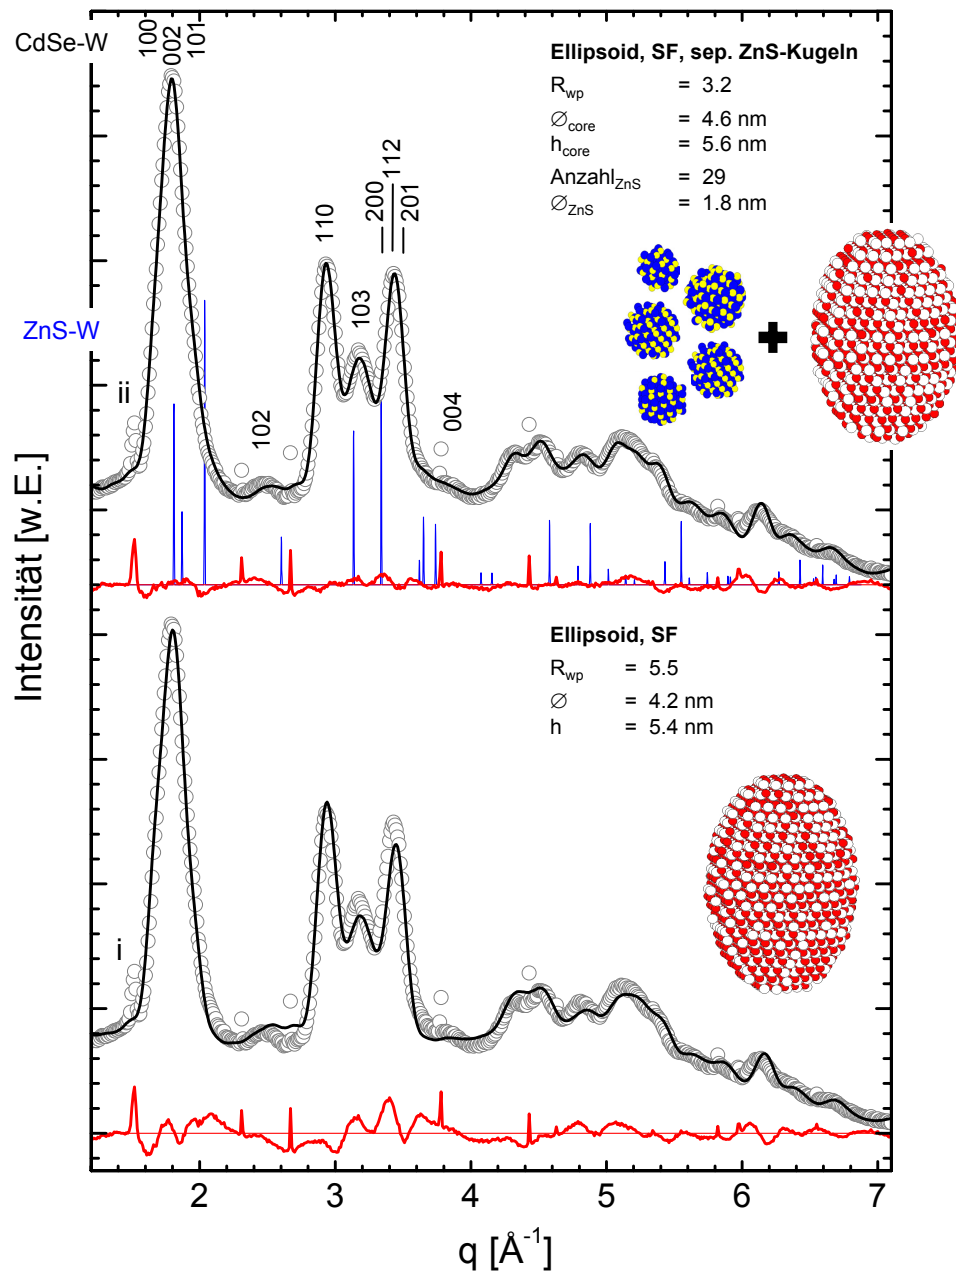 CdSe-W
100
002
101
Ellipsoid, SF, sep. ZnS-Kugeln
R_wp = 3.2
∅_core = 4.6 nm
h_core = 5.6 nm
Anzahl_ZnS = 29
∅_ZnS = 1.8 nm
110
103
200
112
201
ZnS-W
ii
102
004
Intensität [w.E.]
Ellipsoid, SF
R_wp = 5.5
∅ = 4.2 nm
h = 5.4 nm
i
2 3 4 5 6 7
q [Å⁻¹]